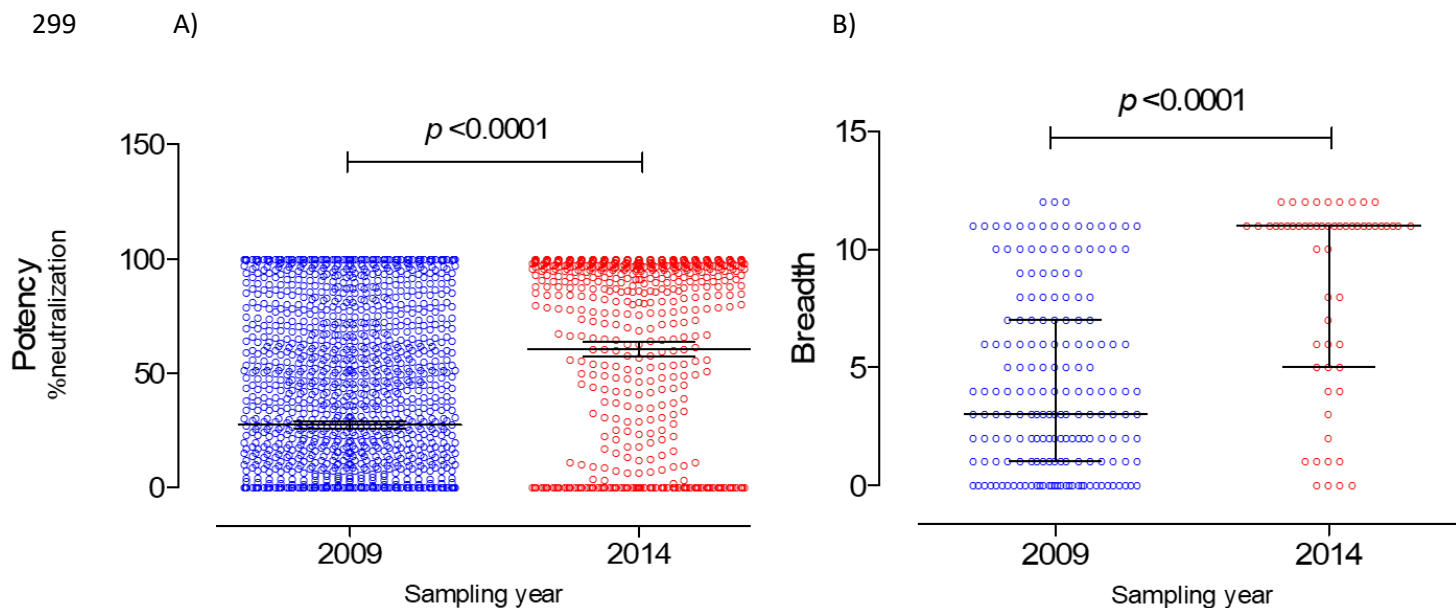 299 A) B)
p <0.0001
p <0.0001
150
100
50
0
Potency
%neutralization
2009 2014
Sampling year
15
10
5
0
Breadth
2009 2014
Sampling year